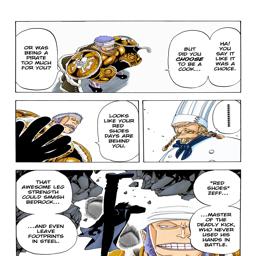 HA!
YOU SAY
IT LIKE IT
WAS A
CHOICE.
BUT DID
YOU
CHOOSE
TO BE A
COOK...
OR WAS
BEING A
PIRATE
TOO MUCH
FOR YOU?
LOOKS
LIKE YOUR
RED
SHOES
DAYS ARE
BEHIND
YOU.
"RED
SHOES"
ZEFF...
...MASTER OF
THE DEADLY
KICK, WHO
NEVER USED
HIS HANDS
IN BATTLE.
THAT
AWESOME LEG
STRENGTH
COULD SMASH
BEDROCK...
...AND EVEN
LEAVE
FOOTPRINTS
IN STEEL.